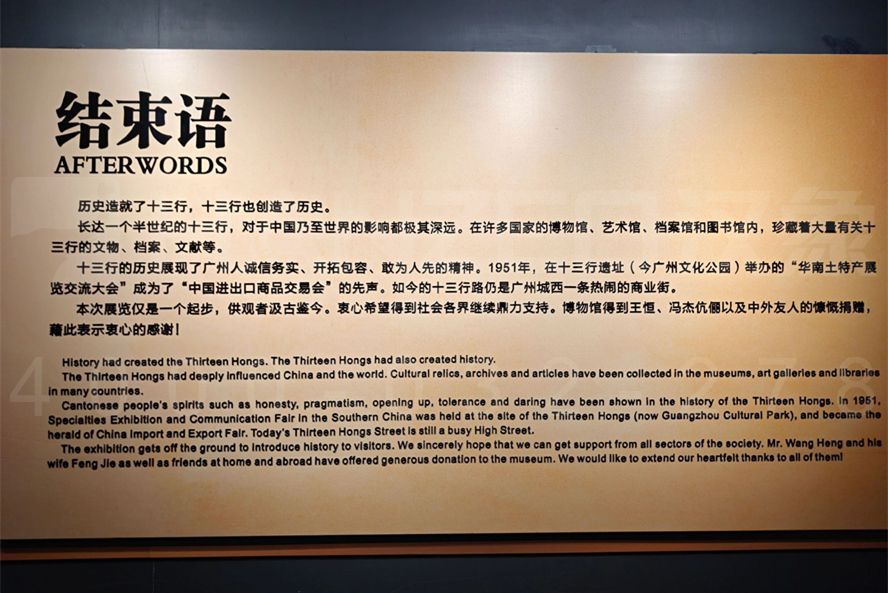 结束语
AFTERWORDS
历史造就了十三行，十三行也创造了历史。
长达一个半世纪的十三行，对于中国乃至世界的影响都极其深远。在许多国家的博物馆、艺术馆、档案馆和图书馆内，珍藏着大量有关十
三行的文物、档案、文献等。
十三行的历史展现了广州人诚信务实、开拓包容、敢为人先的精神。1951年，在十三行遗址（今广州文化公园）举办的“华南土特产展
览交流大会”成为了“中国进出口商品交易会”的先声。如今的十三行路仍是广州城西一条热闹的商业街。
本次展览仅是一个起步，供观者汲古鉴今。衷心希望得到社会各界继续鼎力支持。博物馆得到王恒、冯杰伉俪以及中外友人的慷慨捐赠，
藉此表示衷心的感谢！
History had created the Thirteen Hongs. The Thirteen Hongs had also created history.
The Thirteen Hongs had deeply influenced China and the world. Cultural relics, archives and articles have been collected in the museums, art galleries and libraries
in many countries.
Cantonese people's spirits such as honesty, pragmatism, opening up, tolerance and daring have been shown in the history of the Thirteen Hongs. In 1951,
Specialties Exhibition and Communication Fair in the Southern China was held at the site of the Thirteen Hongs (now Guangzhou Cultural Park), and became the
herald of China Import and Export Fair. Today's Thirteen Hongs Street is still a busy High Street.
The exhibition gets off the ground to introduce history to visitors. We sincerely hope that we can get support from all sectors of the society. Mr. Wang Heng and his
wife Feng Jie as well as friends at home and abroad have offered generous donation to the museum. We would like to extend our heartfelt thanks to all of them!